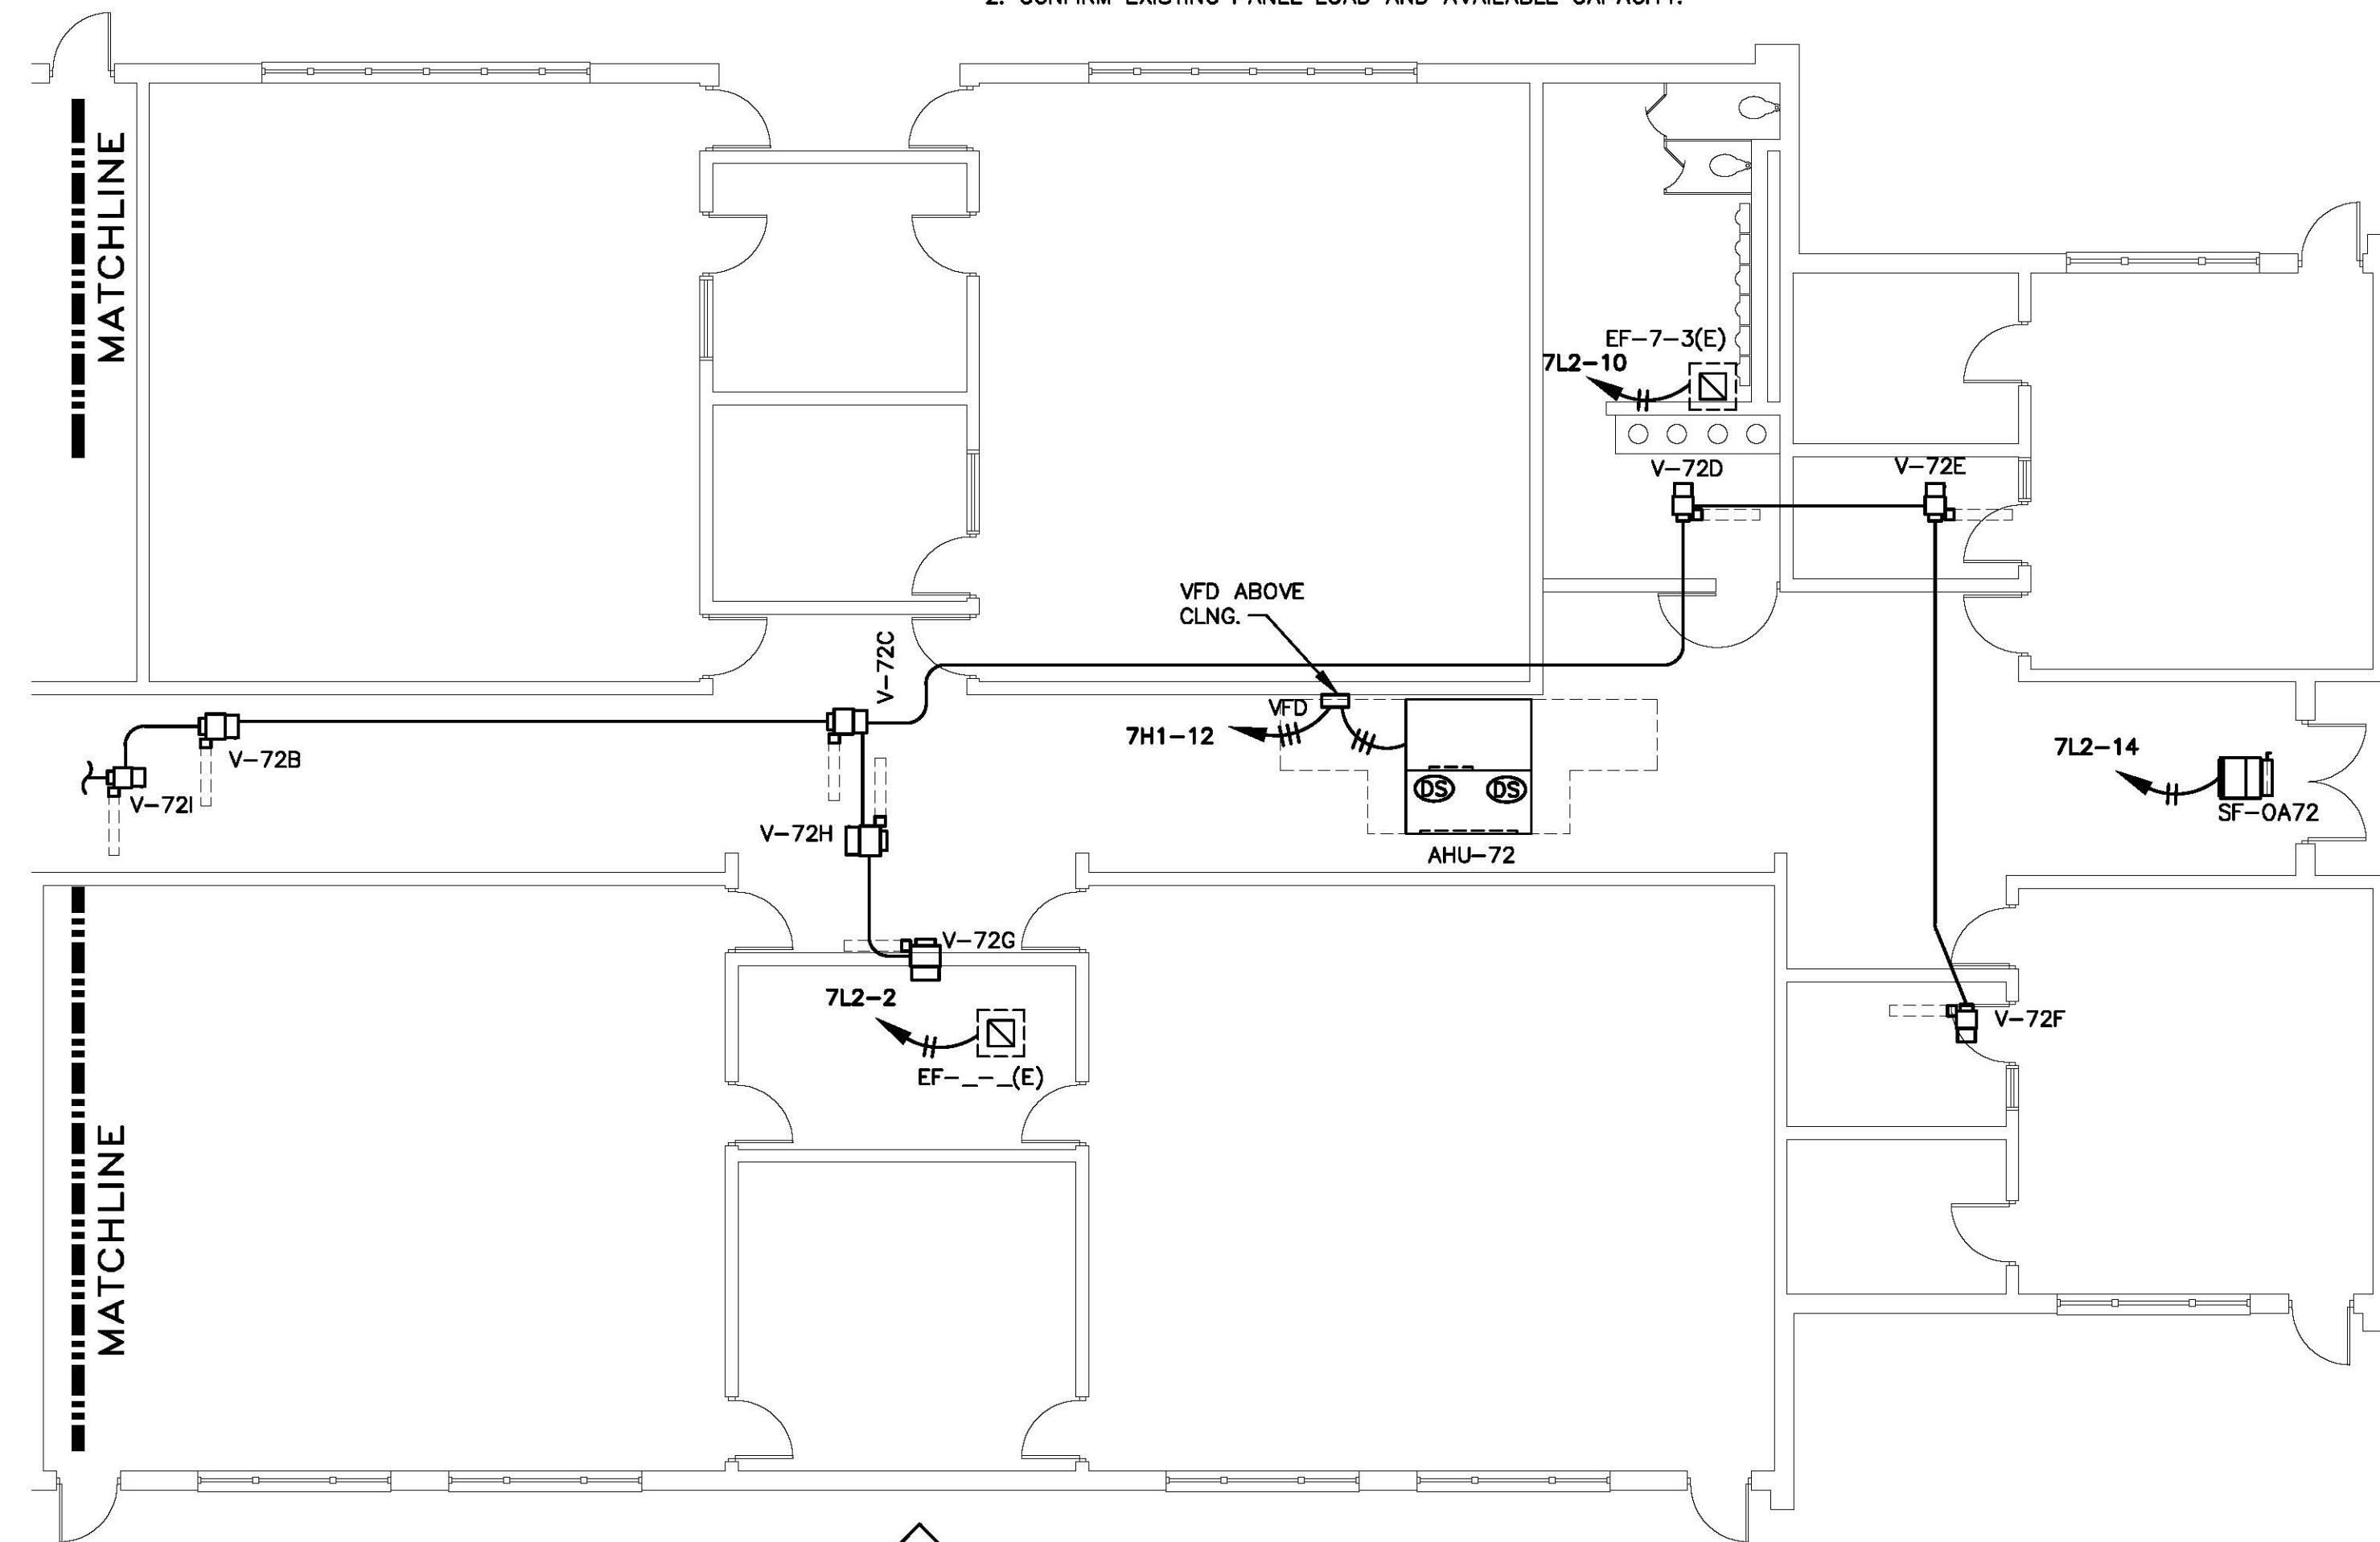 2. CONFIRM EXISTING PANEL LOAD AND AVAILABLE CAPACITY.
MATCHLINE
EF-7-3(E)
7L2-10
V-72D
V-72E
VFD ABOVE
CLNG.
V-72C
VFD
7H1-12
V-72B
V-72I
7L2-14
SF-OA72
DS
DS
V-72H
AHU-72
V-72G
7L2-2
V-72F
EF-_-_(E)
MATCHLINE